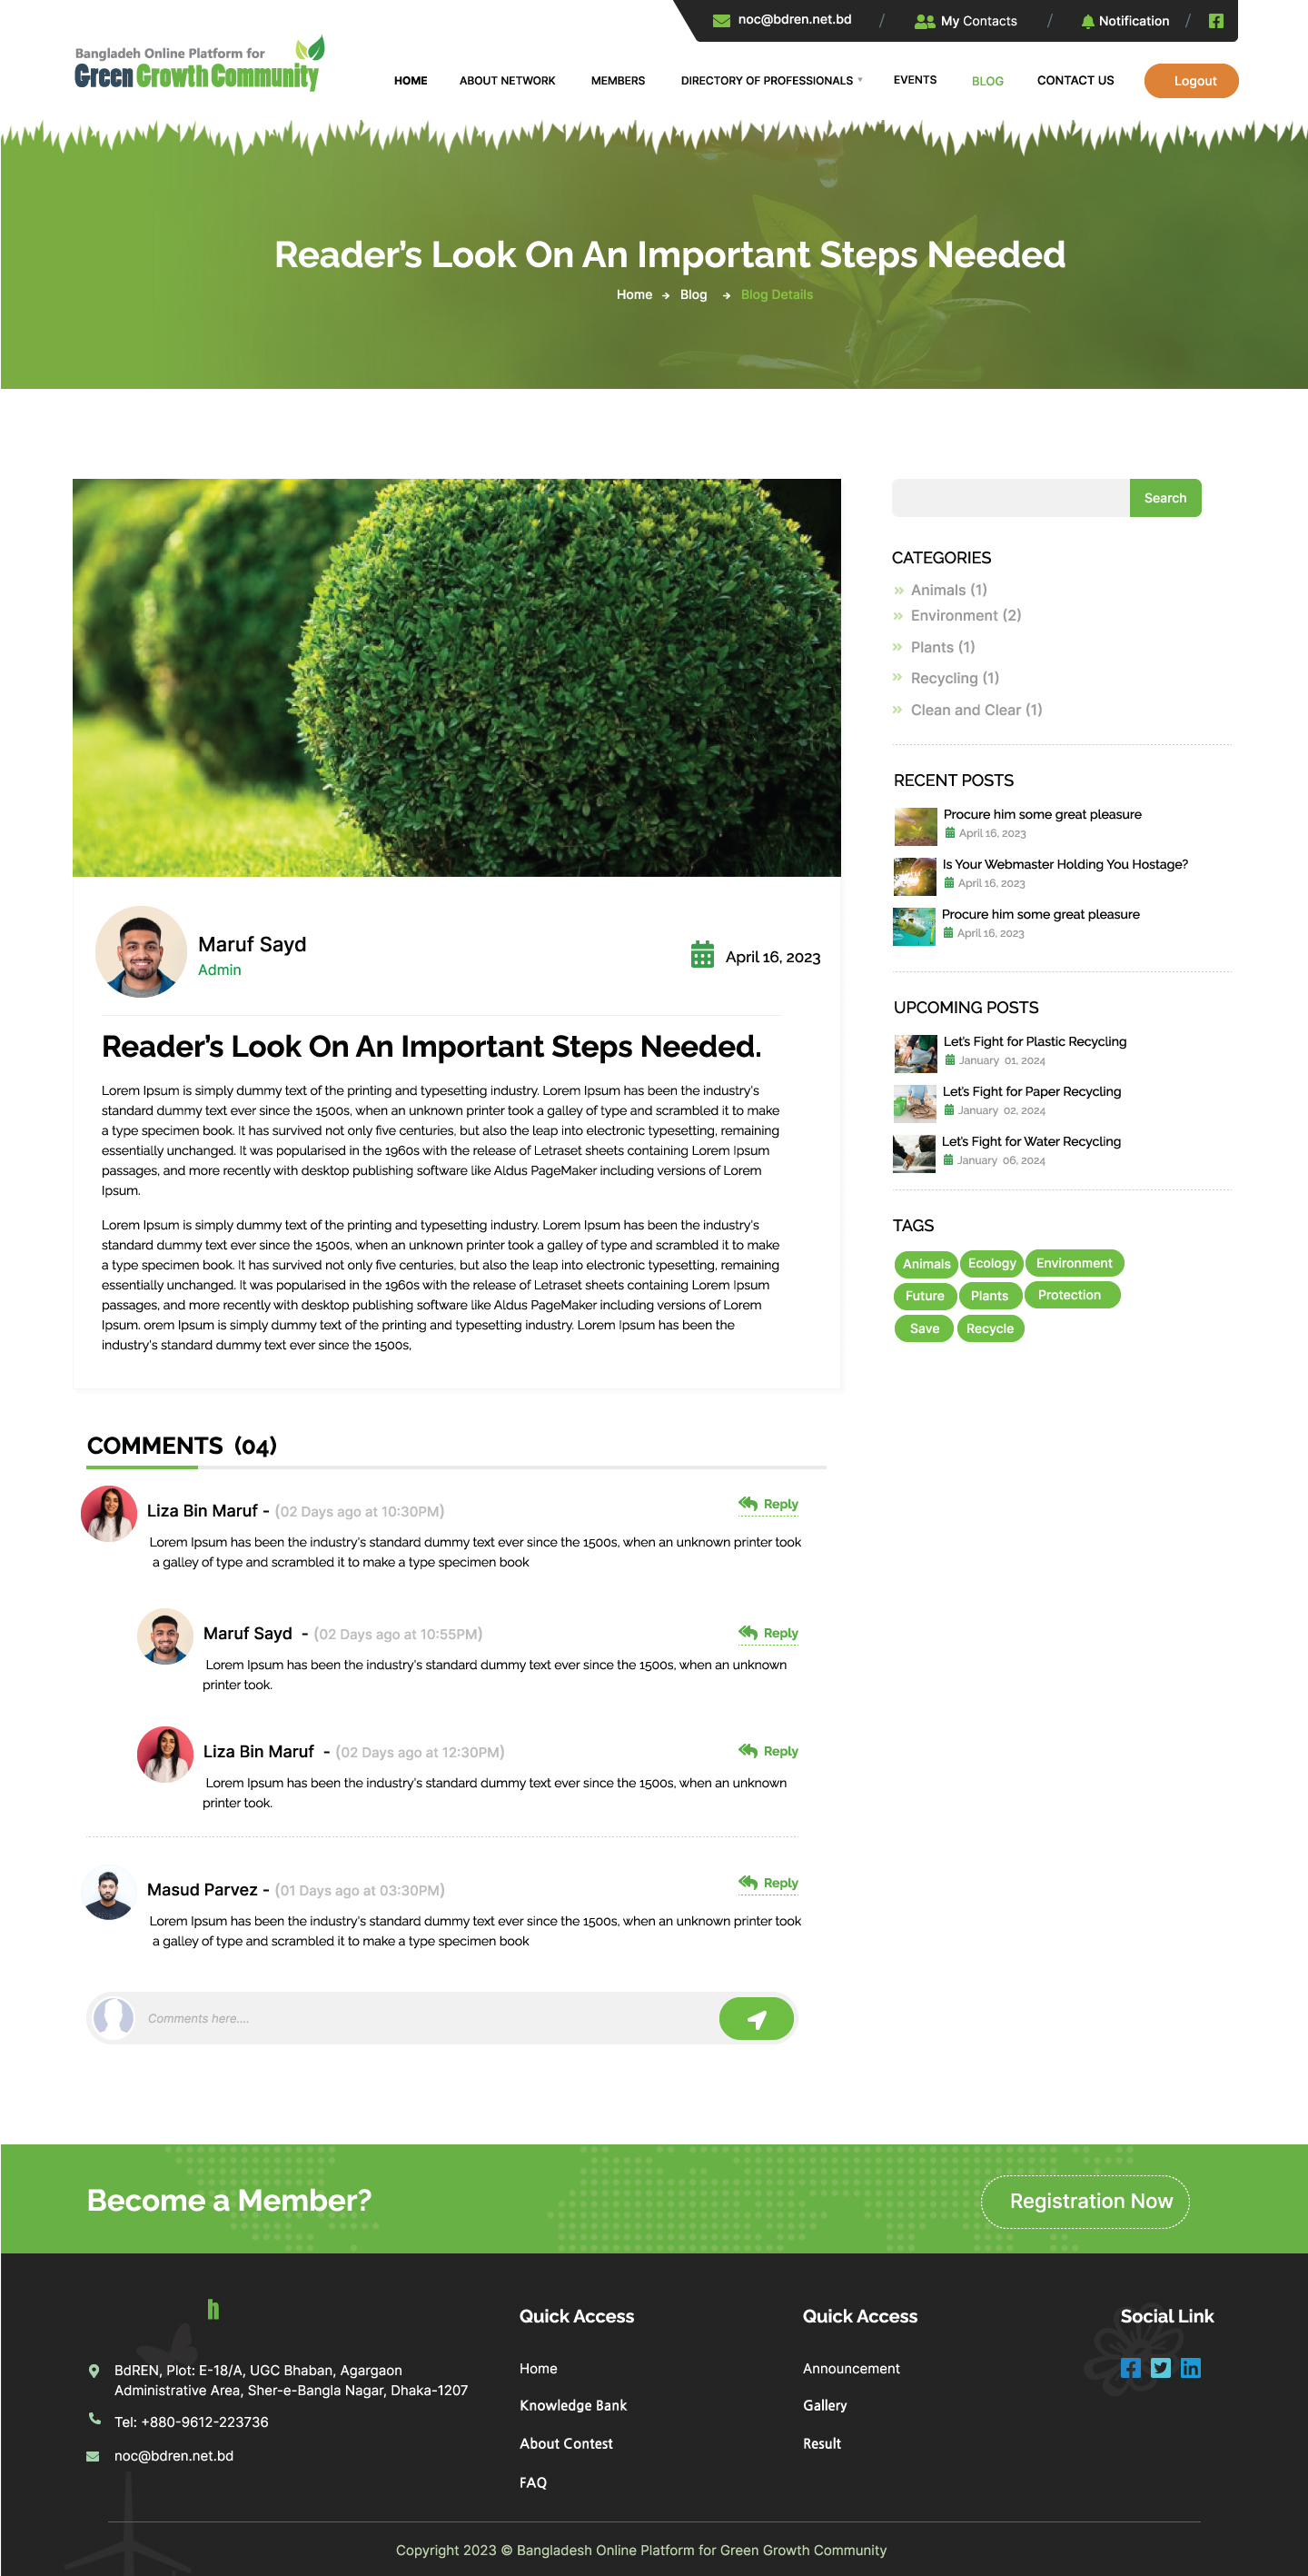 noc@bdren.net.bd / My Contacts / Notification /
Bangladeh Online Platform for
Green Growth Community
HOME ABOUT NETWORK MEMBERS DIRECTORY OF PROFESSIONALS EVENTS BLOG CONTACT US Logout
Reader's Look On An Important Steps Needed
Home Blog Blog Details
Maruf Sayd
Admin
April 16, 2023
Reader's Look On An Important Steps Needed.
Lorem Ipsum is simply dummy text of the printing and typesetting industry. Lorem Ipsum has been the industry's
standard dummy text ever since the 1500s, when an unknown printer took a galley of type and scrambled it to make
a type specimen book. It has survived not only five centuries, but also the leap into electronic typesetting, remaining
essentially unchanged. It was popularised in the 1960s with the release of Letraset sheets containing Lorem Ipsum
passages, and more recently with desktop publishing software like Aldus PageMaker including versions of Lorem
Ipsum.
Lorem Ipsum is simply dummy text of the printing and typesetting industry. Lorem Ipsum has been the industry's
standard dummy text ever since the 1500s, when an unknown printer took a galley of type and scrambled it to make
a type specimen book. It has survived not only five centuries, but also the leap into electronic typesetting, remaining
essentially unchanged. It was popularised in the 1960s with the release of Letraset sheets containing Lorem Ipsum
passages, and more recently with desktop publishing software like Aldus PageMaker including versions of Lorem
Ipsum. orem Ipsum is simply dummy text of the printing and typesetting industry. Lorem Ipsum has been the
industry's standard dummy text ever since the 1500s,
Search
CATEGORIES
Animals (1)
Environment (2)
Plants (1)
Recycling (1)
Clean and Clear (1)
RECENT POSTS
Procure him some great pleasure
April 16, 2023
Is Your Webmaster Holding You Hostage?
April 16, 2023
Procure him some great pleasure
April 16, 2023
UPCOMING POSTS
Let's Fight for Plastic Recycling
January 01, 2024
Let's Fight for Paper Recycling
January 02, 2024
Let's Fight for Water Recycling
January 06, 2024
TAGS
Animals Ecology Environment
Future Plants Protection
Save Recycle
COMMENTS (04)
Liza Bin Maruf - (02 Days ago at 10:30PM) Reply
Lorem Ipsum has been the industry's standard dummy text ever since the 1500s, when an unknown printer took
a galley of type and scrambled it to make a type specimen book
Maruf Sayd - (02 Days ago at 10:55PM) Reply
Lorem Ipsum has been the industry's standard dummy text ever since the 1500s, when an unknown
printer took.
Liza Bin Maruf - (02 Days ago at 12:30PM) Reply
Lorem Ipsum has been the industry's standard dummy text ever since the 1500s, when an unknown
printer took.
Masud Parvez - (01 Days ago at 03:30PM) Reply
Lorem Ipsum has been the industry's standard dummy text ever since the 1500s, when an unknown printer took
a galley of type and scrambled it to make a type specimen book
Comments here....
Become a Member?
Registration Now
h
BdREN, Plot: E-18/A, UGC Bhaban, Agargaon
Administrative Area, Sher-e-Bangla Nagar, Dhaka-1207
Tel: +880-9612-223736
noc@bdren.net.bd
Quick Access
Home
Knowledge Bank
About Contest
FAQ
Quick Access
Announcement
Gallery
Result
Social Link
Copyright 2023 © Bangladesh Online Platform for Green Growth Community